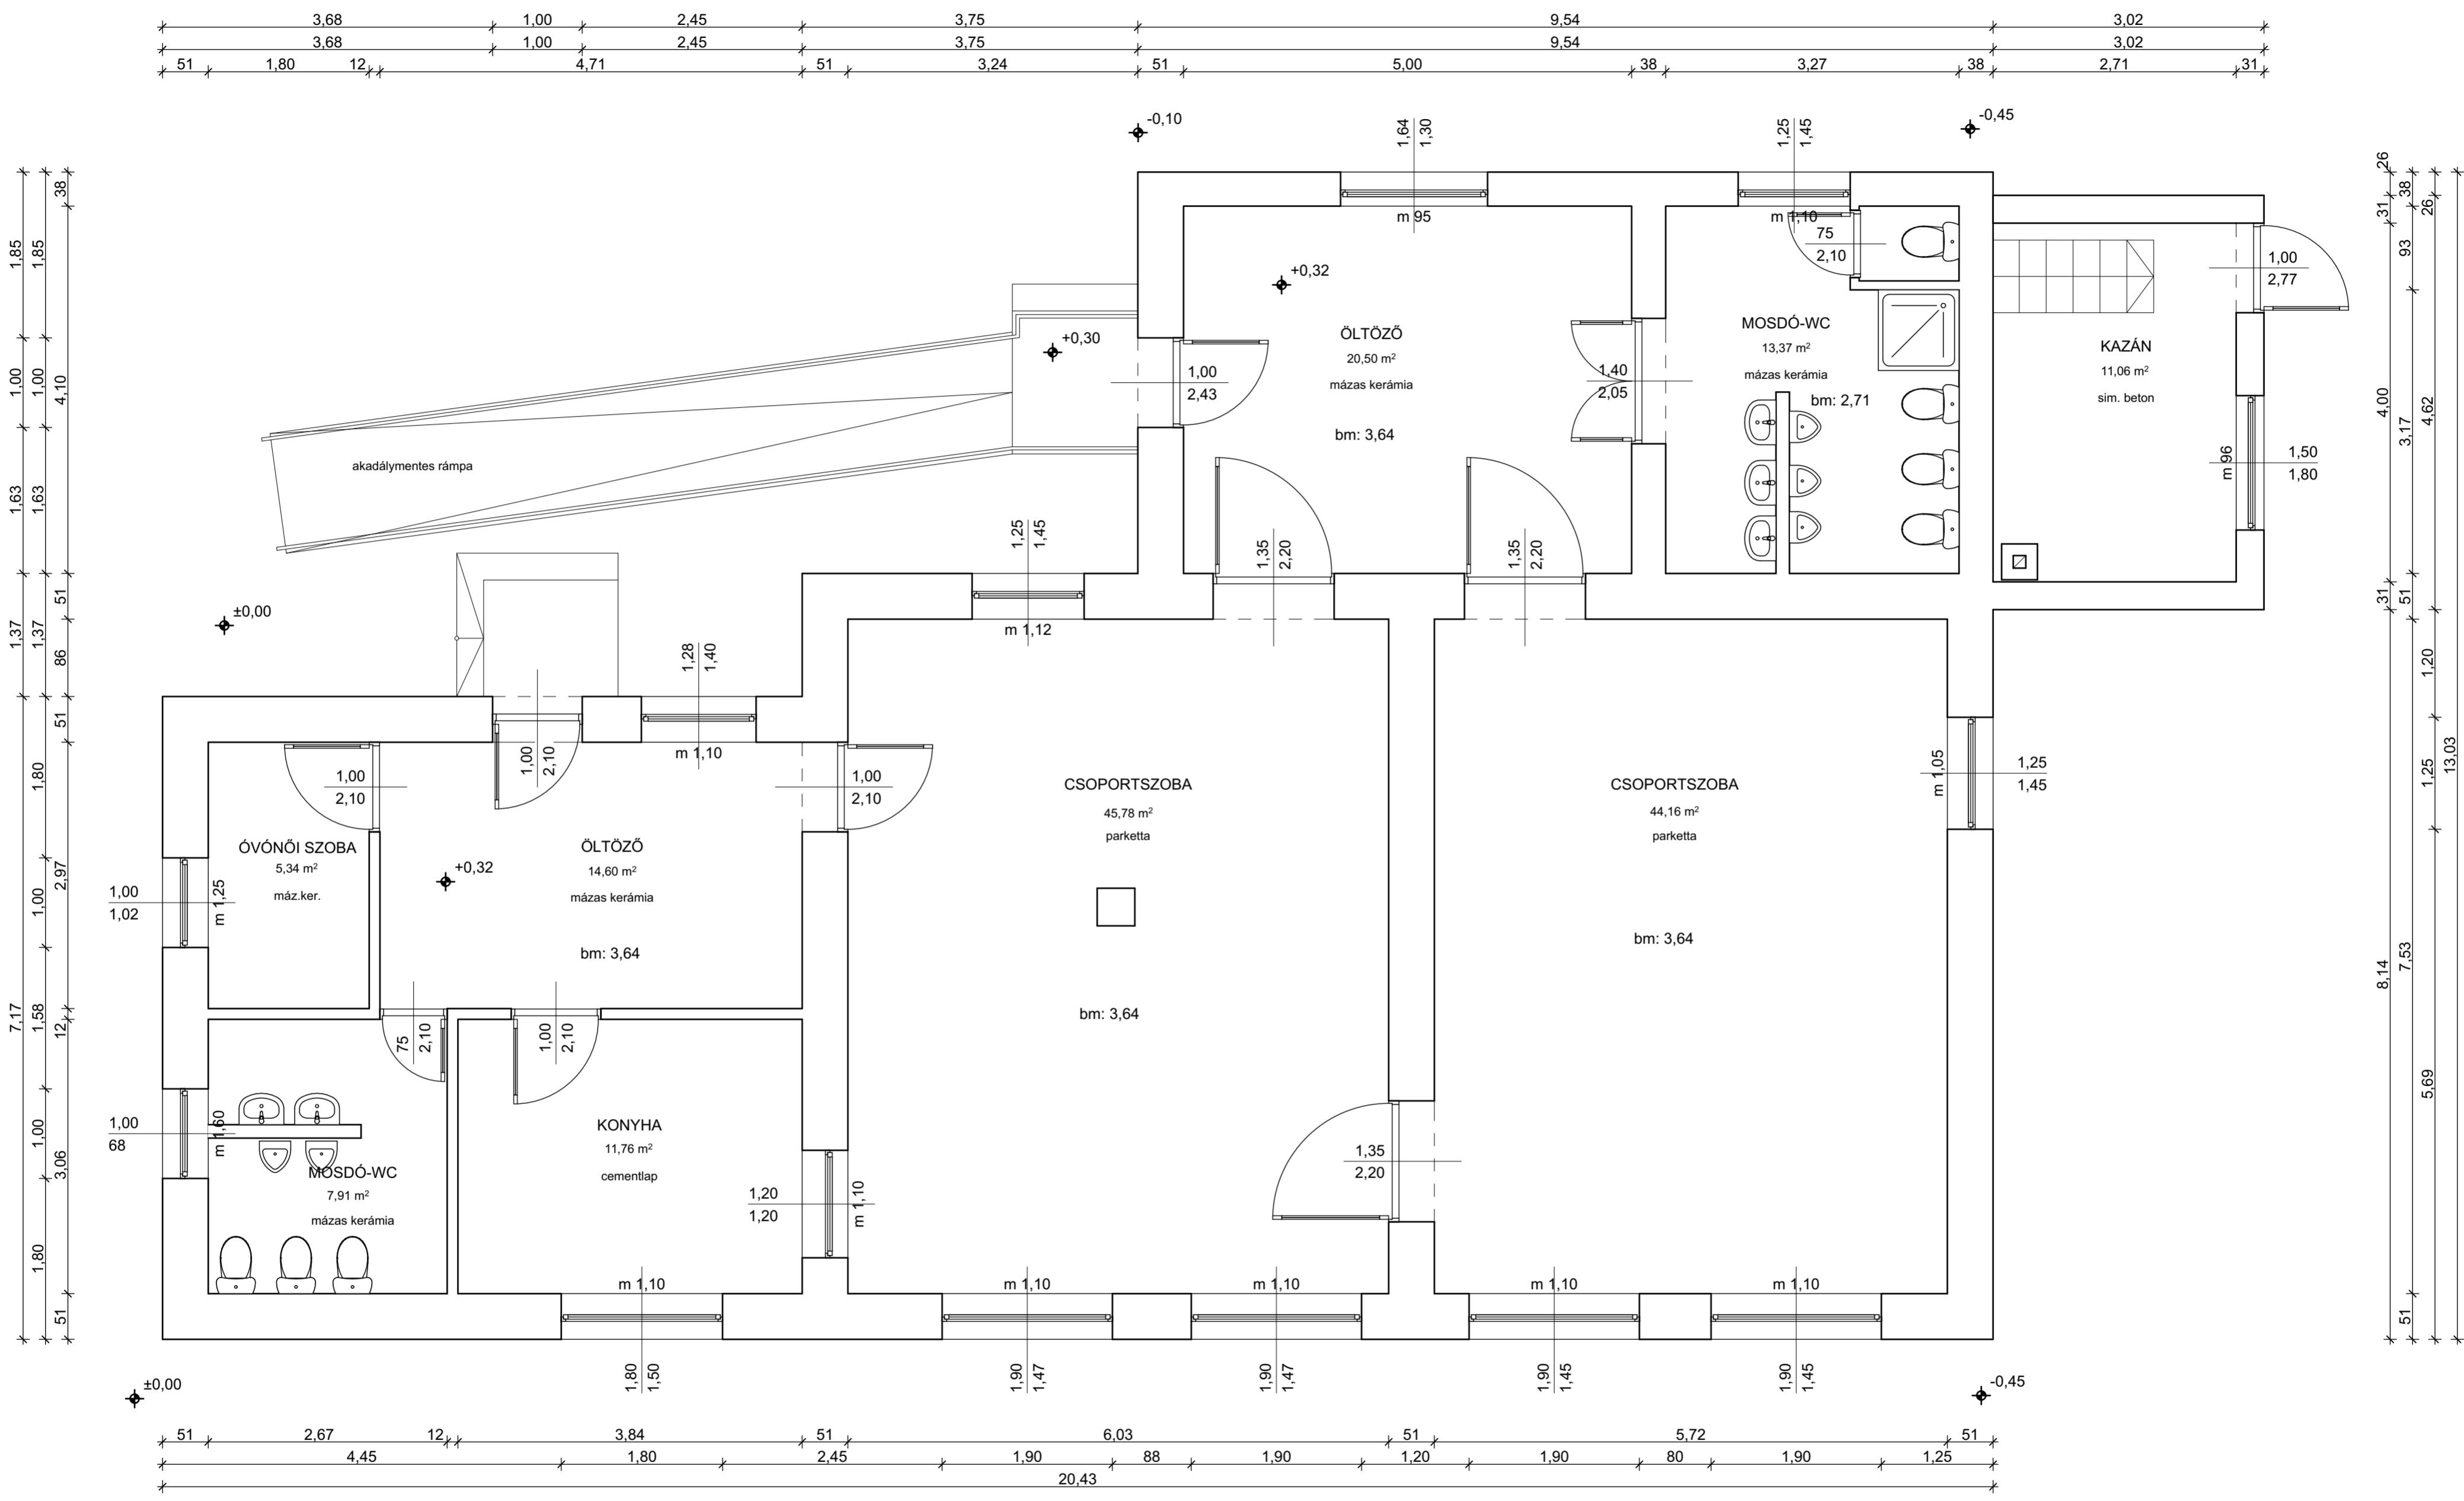 3,68 1,00 2,45 3,75 9,54 3,02
3,68 1,00 2,45 3,75 9,54 3,02
51 1,80 12 4,71 51 3,24 51 5,00 38 3,27 38 2,71 31
-0,10
-0,45
1,64
1,30
1,25
1,45
m 95
m 1,10
75
2,10
1,00
2,77
+0,32
+0,30
ÖLTÖZŐ
20,50 m²
mázas kerámia
bm: 3,64
1,00
2,43
1,40
2,05
MOSDÓ-WC
13,37 m²
mázas kerámia
bm: 2,71
KAZÁN
11,06 m²
sim. beton
m 96
1,50
1,80
akadálymentes rámpa
1,25
1,45
m 1,12
1,35
2,20
1,35
2,20
±0,00
1,28
1,40
m 1,10
1,00
2,10
1,00
2,10
1,00
2,10
ÓVÓNŐI SZOBA
5,34 m²
máz.ker.
m 1,25
1,00
1,02
ÖLTÖZŐ
14,60 m²
mázas kerámia
+0,32
bm: 3,64
CSOPORTSZOBA
45,78 m²
parketta
bm: 3,64
CSOPORTSZOBA
44,16 m²
parketta
bm: 3,64
m 1,05
1,25
1,45
75
2,10
1,00
2,10
m 1,60
1,00
68
MOSDÓ-WC
7,91 m²
mázas kerámia
KONYHA
11,76 m²
cementlap
1,20
1,20
m 1,10
1,35
2,20
m 1,10
m 1,10
m 1,10
m 1,10
m 1,10
1,80
1,50
1,90
1,47
1,90
1,47
1,90
1,45
1,90
1,45
±0,00
-0,45
1,85 1,00 1,63 1,37 7,17
1,85 1,00 1,63 1,37 1,80 1,00 1,58 1,00 1,80
38 4,10 51 86 51 2,97 12 3,06 51
26 31 4,00 31 8,14
38 93 3,17 51 7,53 51
26 4,62 1,20 1,25 5,69
13,03
51 2,67 12 3,84 51 6,03 51 5,72 51
4,45 1,80 2,45 1,90 88 1,90 1,20 1,90 80 1,90 1,25
20,43